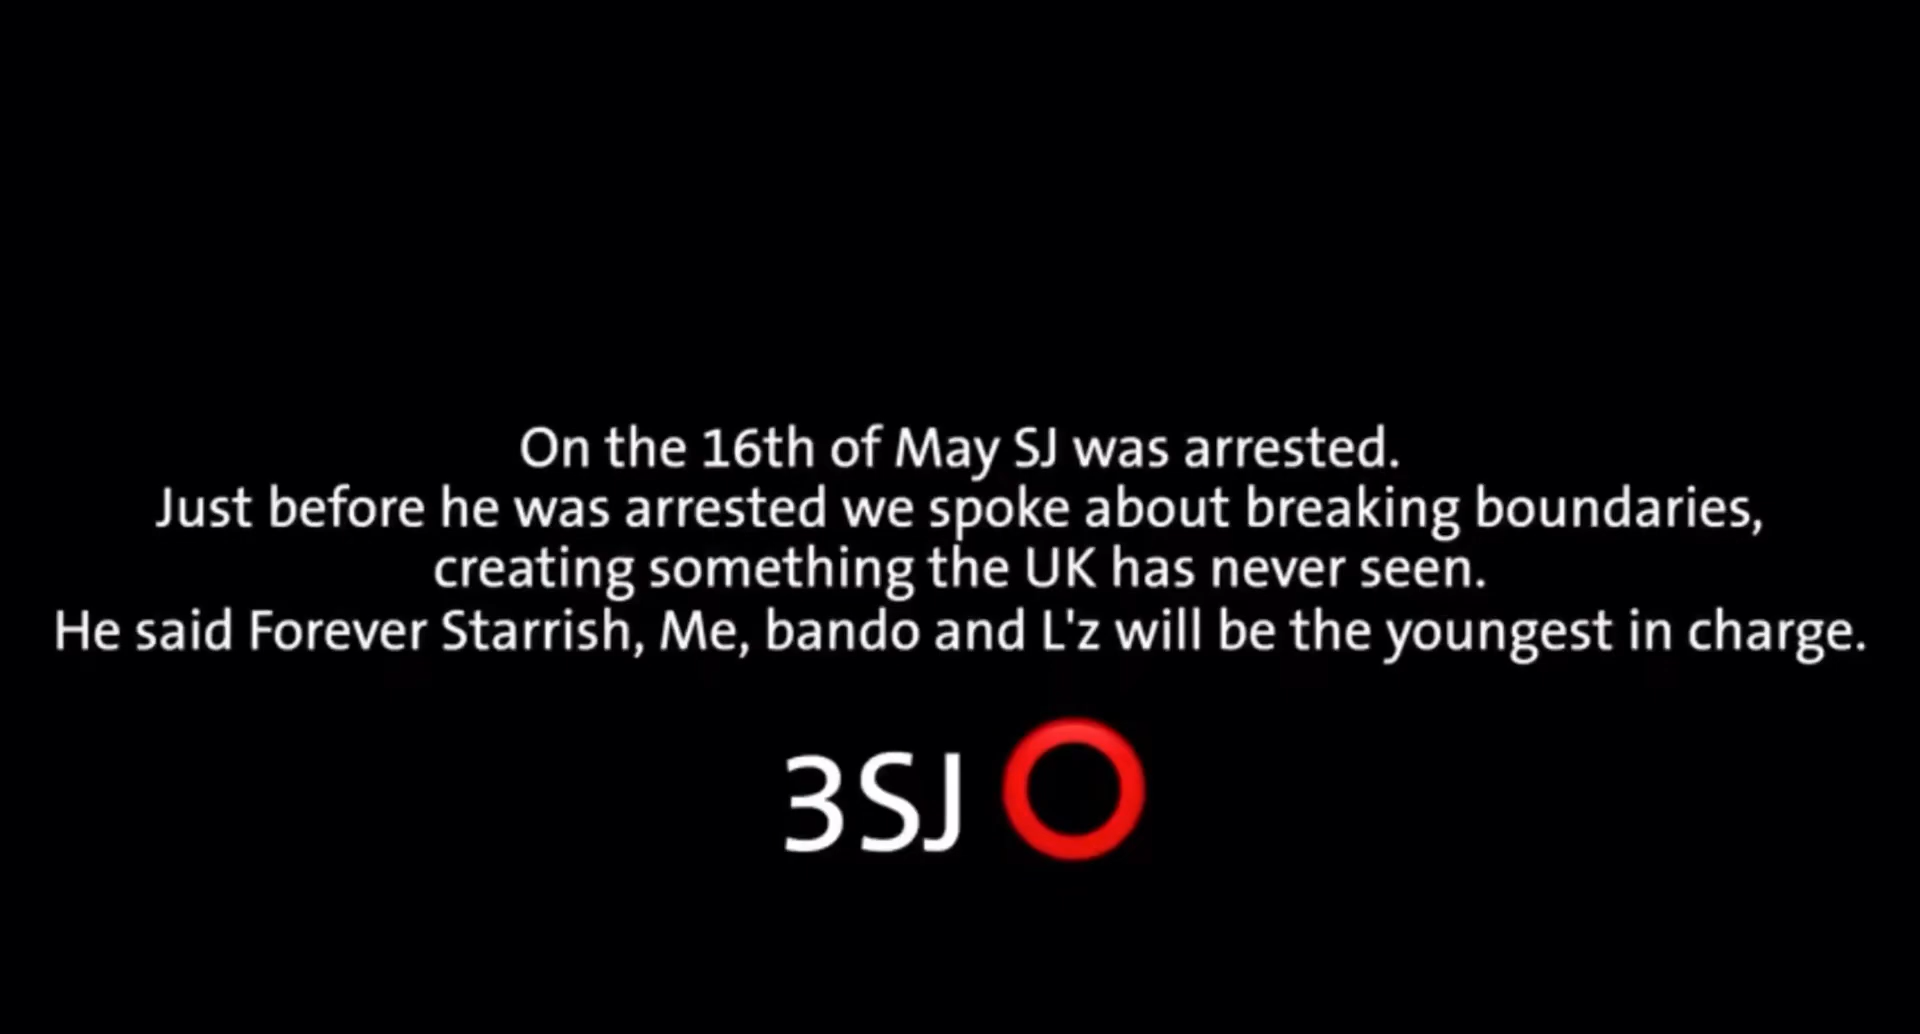 On the 16th of May SJ was arrested.
Just before he was arrested we spoke about breaking boundaries,
creating something the UK has never seen.
He said Forever Starrish, Me, bando and L'z will be the youngest in charge.
3SJ ⭕